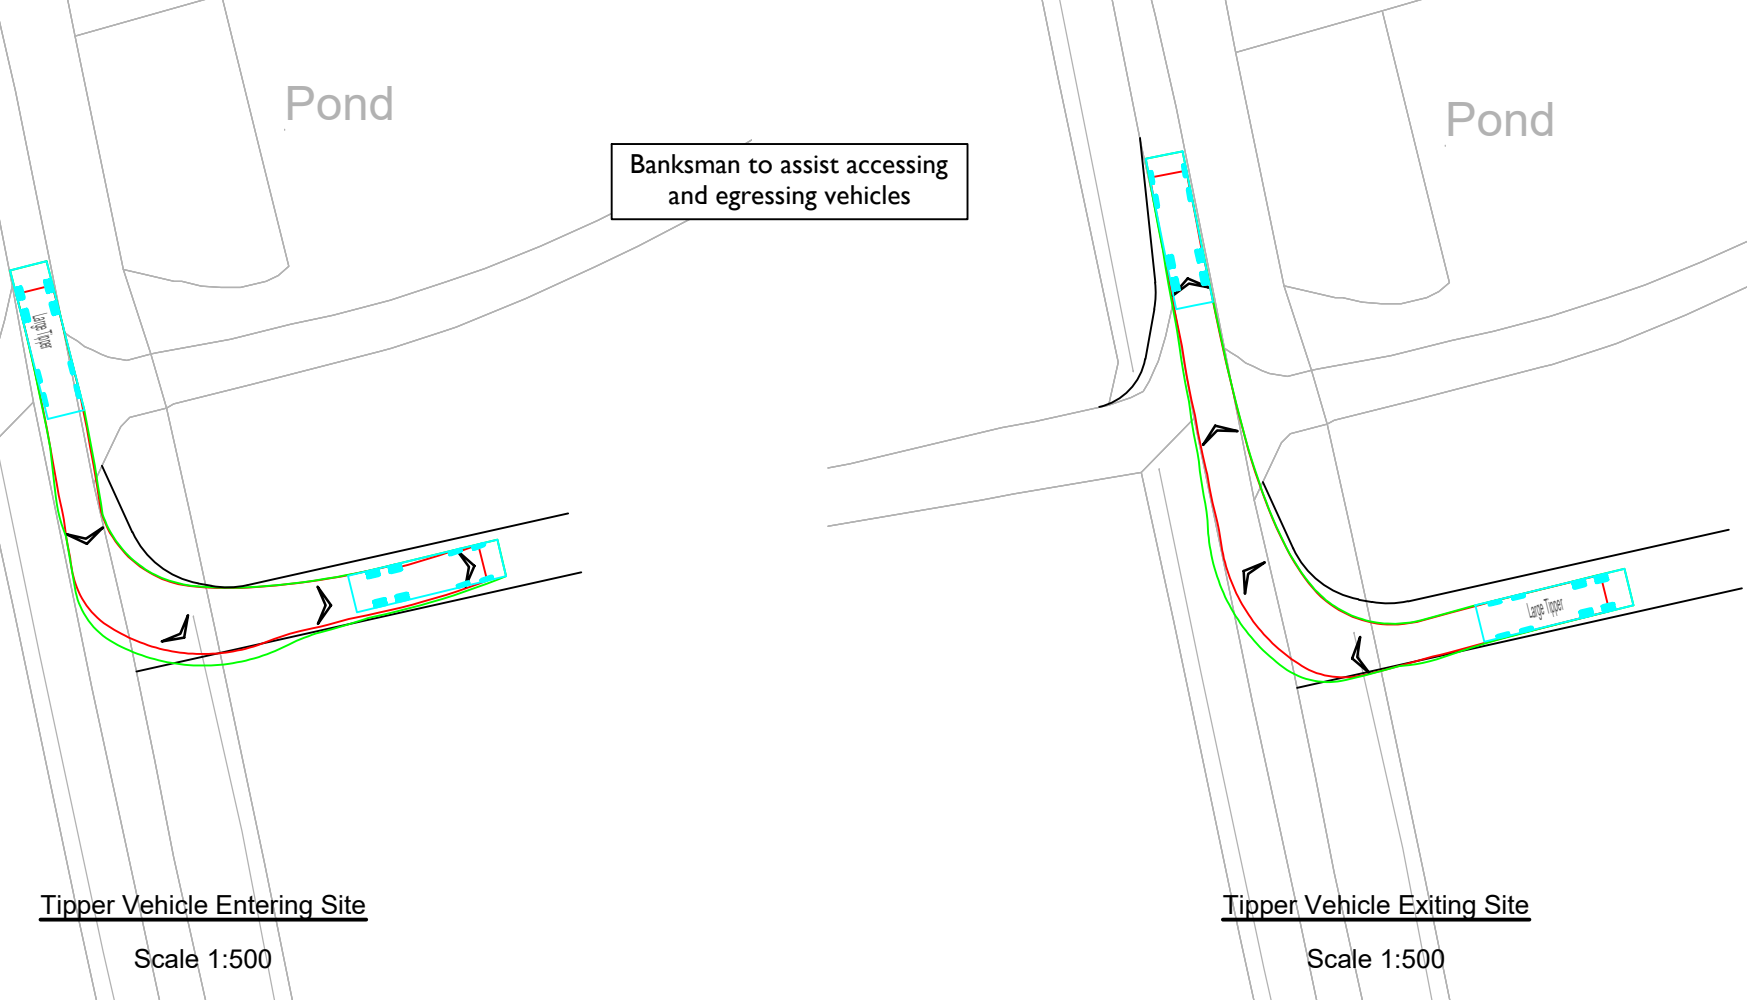 Pond
Pond
Banksman to assist accessing
and egressing vehicles
Large Tipper
Large Tipper
Tipper Vehicle Entering Site
Scale 1:500
Tipper Vehicle Exiting Site
Scale 1:500